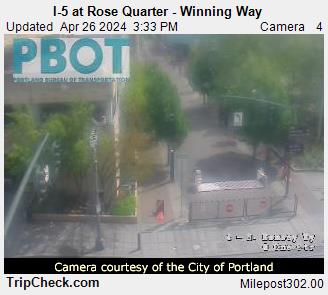 I-5 at Rose Quarter - Winning Way
Updated Apr 26 2024 3:33 PM Camera 4
PBOT
PORTLAND BUREAU OF TRANSPORTATION
Camera courtesy of the City of Portland
TripCheck.com Milepost302.00